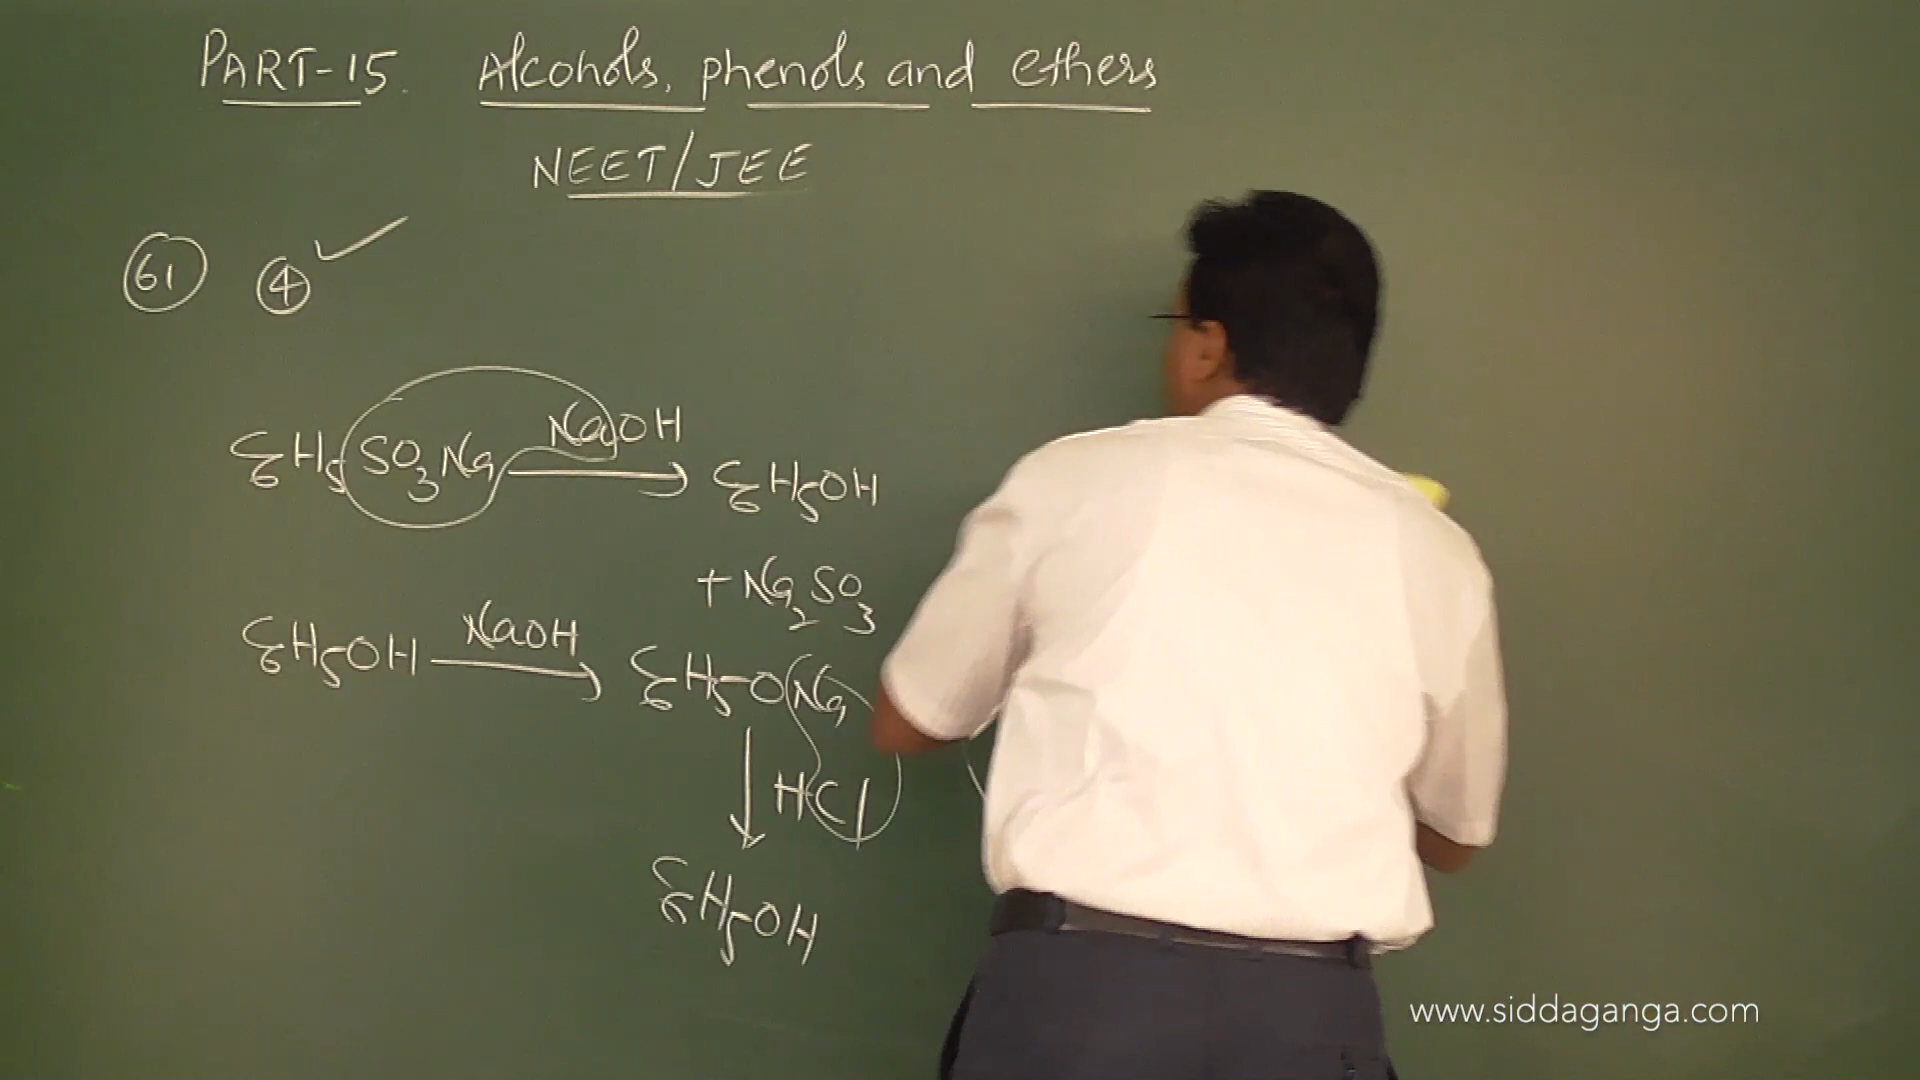 PART-15. Alcohols, phenols and ethers
NEET/JEE
61 4 ✓
C6H5SO3Na NaOH → C6H5OH
+ Na2SO3
C6H5OH NaOH → C6H5-ONa
↓ HCl
C6H5OH
www.siddaganga.com